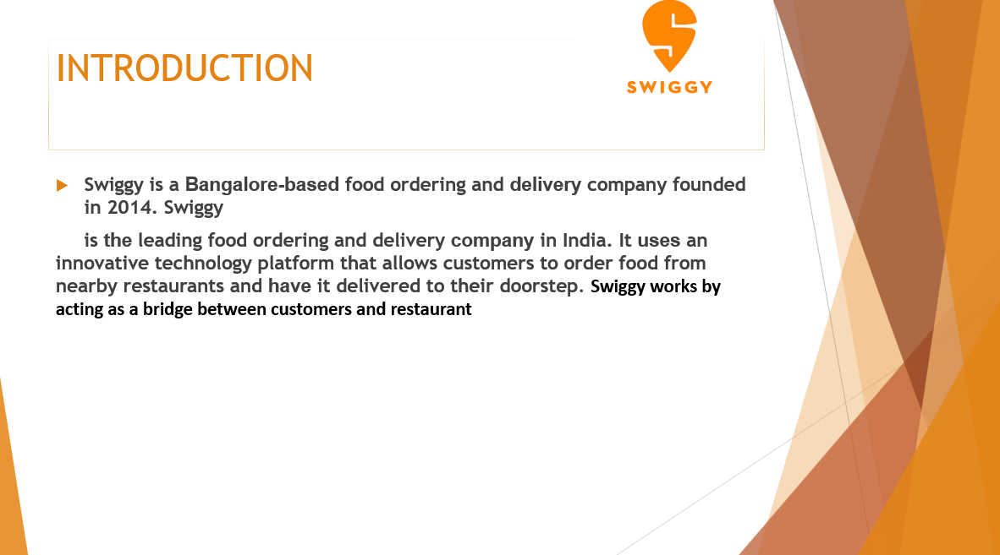 SWIGGY
INTRODUCTION
Swiggy is a Bangalore-based food ordering and delivery company founded
in 2014. Swiggy
is the leading food ordering and delivery company in India. It uses an
innovative technology platform that allows customers to order food from
nearby restaurants and have it delivered to their doorstep. Swiggy works by
acting as a bridge between customers and restaurant